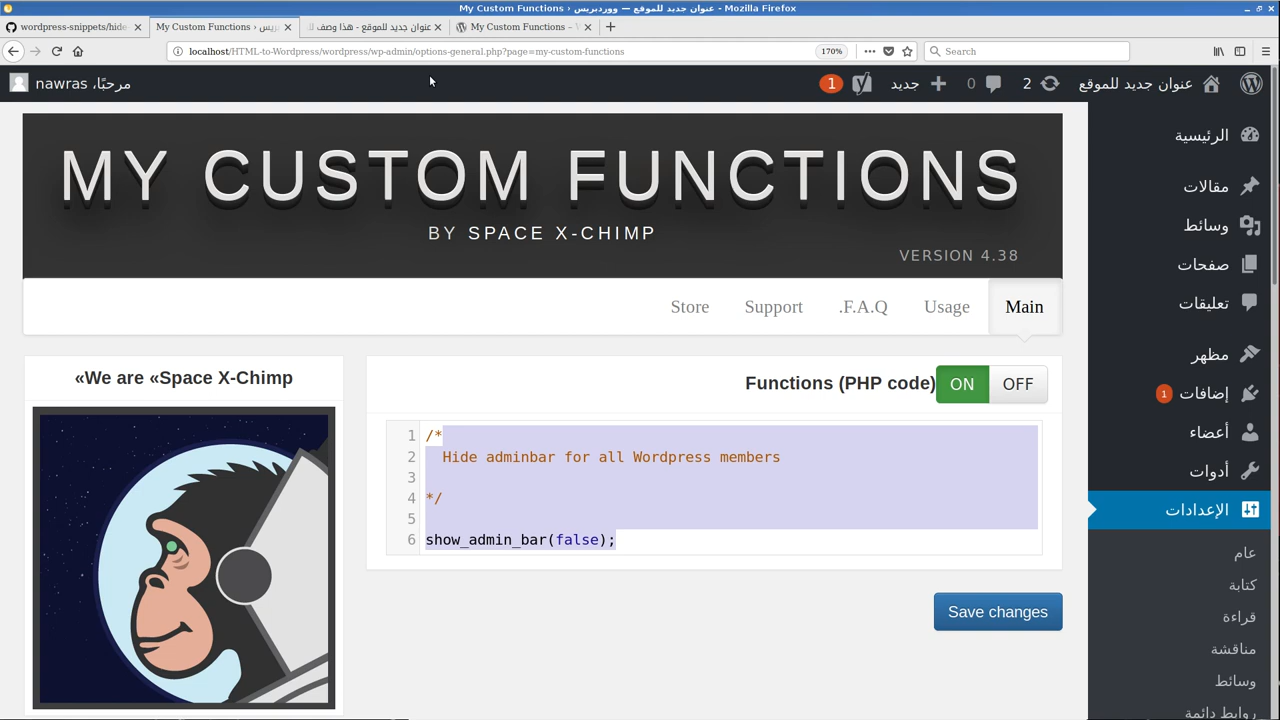 My Custom Functions ‹ عنوان جديد للموقع — ووردبريس - Mozilla Firefox
wordpress-snippets/hide-
My Custom Functions ‹
عنوان جديد للموقع - هذا وصف
My Custom Functions –
localhost/HTML-to-Wordpress/wordpress/wp-admin/options-general.php?page=my-custom-functions
170%
Search
عنوان جديد للموقع
2
0
جديد
1
مرحبًا، nawras
MY CUSTOM FUNCTIONS
BY SPACE X-CHIMP
VERSION 4.38
Store
Support
.F.A.Q
Usage
Main
«We are «Space X-Chimp
Functions (PHP code)
ON
OFF
1 /*
2 Hide adminbar for all Wordpress members
3
4 */
5
6 show_admin_bar(false);
Save changes
الرئيسية
مقالات
وسائط
صفحات
تعليقات
مظهر
إضافات 1
أعضاء
أدوات
الإعدادات
عام
كتابة
قراءة
مناقشة
وسائط
روابط دائمة